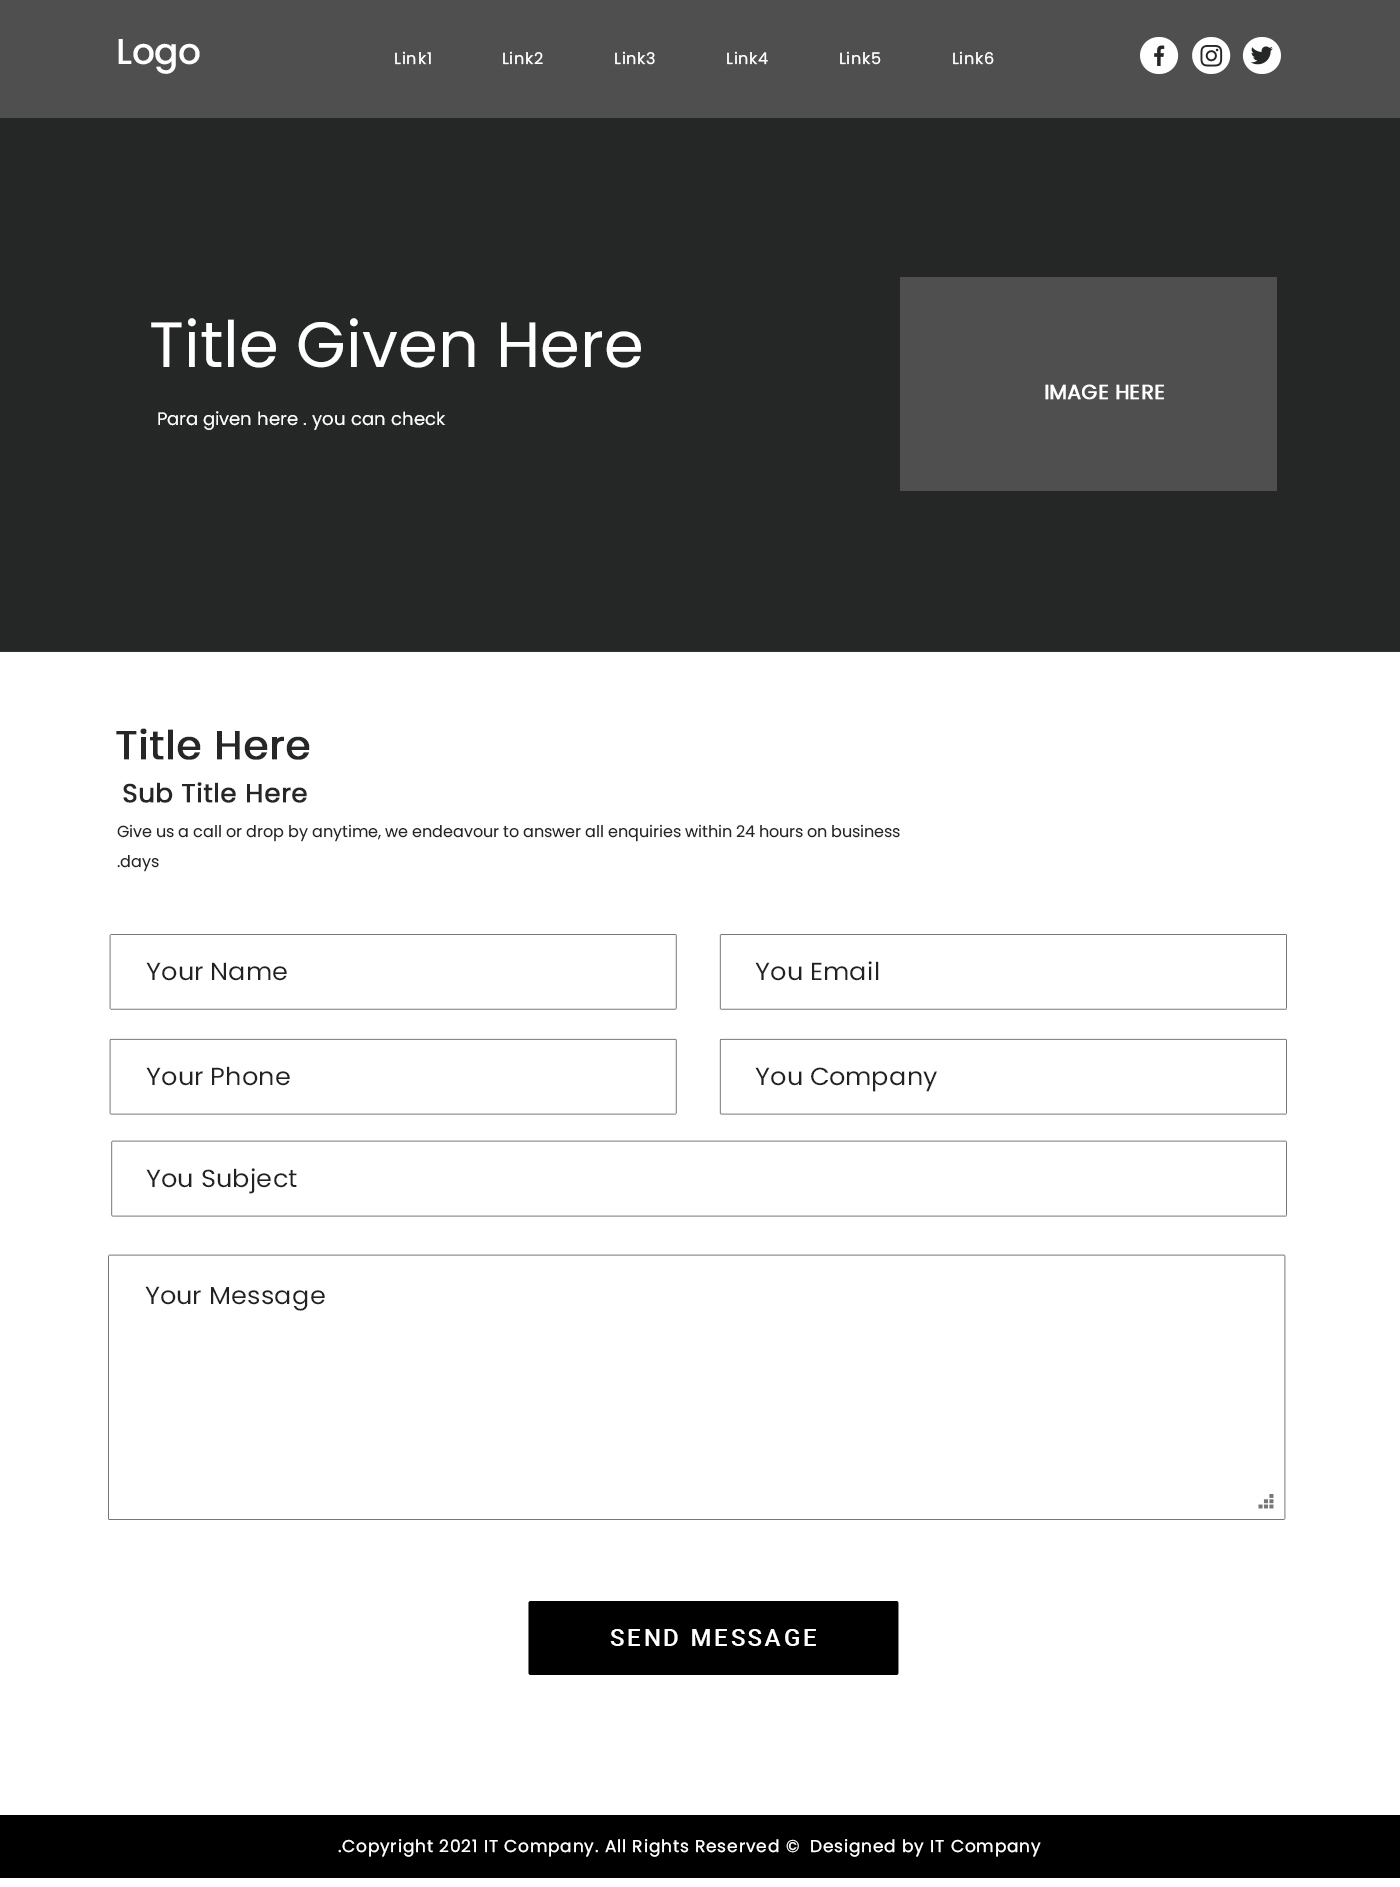 Logo
Link1 Link2 Link3 Link4 Link5 Link6
Title Given Here
Para given here . you can check
IMAGE HERE
Title Here
Sub Title Here
Give us a call or drop by anytime, we endeavour to answer all enquiries within 24 hours on business
.days
Your Name
You Email
Your Phone
You Company
You Subject
Your Message
SEND MESSAGE
.Copyright 2021 IT Company. All Rights Reserved © Designed by IT Company